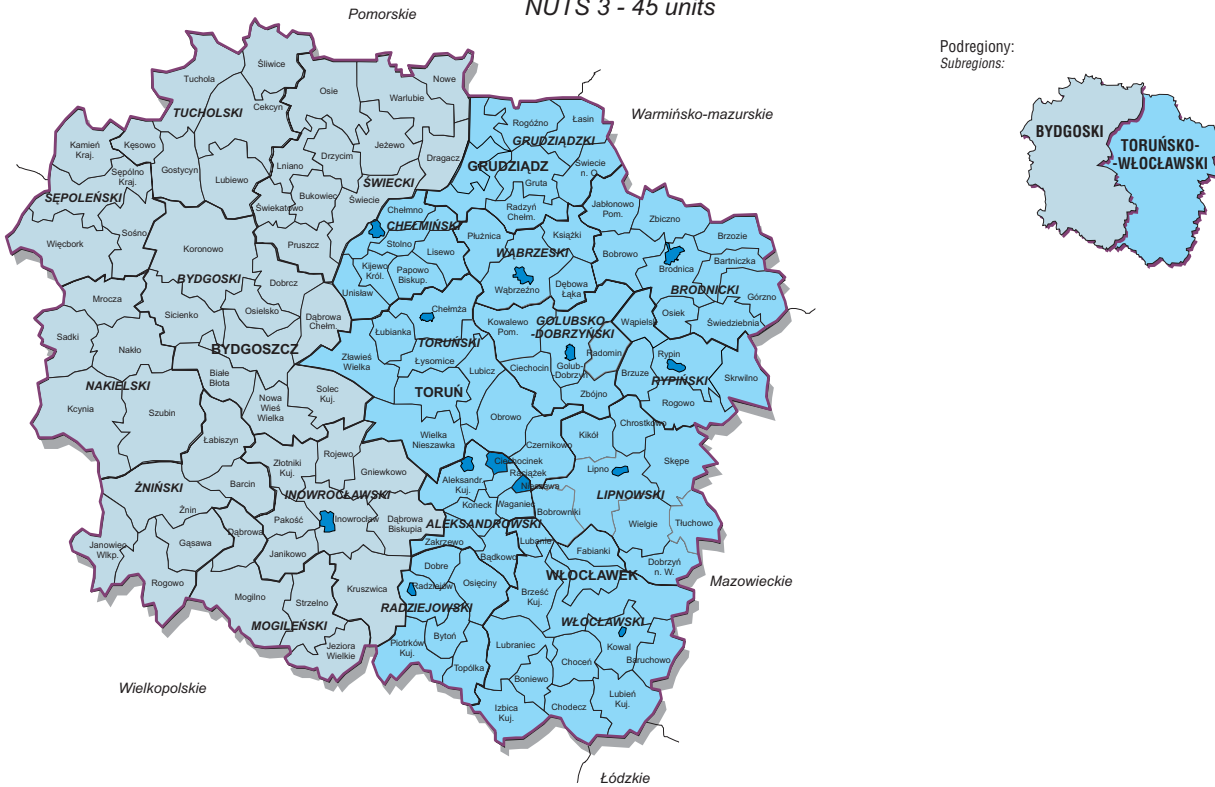 NUTS 3 - 45 units
Pomorskie
Podregiony:
Subregions:
BYDGOSKI
TORUŃSKO-
-WŁOCŁAWSKI
Warmińsko-mazurskie
Śliwice
Tuchola
Nowe
Osie
Warlubie
Cekcyn
TUCHOLSKI
Rogóźno
Łasin
GRUDZIĄDZKI
Kamień
Kraj.
Kęsowo
Jeżewo
Drzycim
Dragacz
Sępólno
Kraj.
Gostycyn
Lniano
Lubiewo
GRUDZIĄDZ
Świecie
n. O.
Gruta
ŚWIECKI
Bukowiec
Świekatowo
Świecie
SĘPOLEŃSKI
Radzyń
Chełm.
Jabłonowo
Pom.
Zbiczno
Chełmno
CHEŁMIŃSKI
Sośno
Więcbork
Koronowo
Pruszcz
Stolno
Lisewo
Płużnica
Książki
WĄBRZESKI
Bobrowo
Brzozie
Bartniczka
Brodnica
BRODNICKI
Górzno
BYDGOSKI
Dobrcz
Kijewo
Król.
Papowo
Biskup.
Unisław
Wąbrzeźno
Dębowa
Łąka
Mrocza
Sicienko
Osielsko
Dąbrowa
Chełm.
Chełmża
Kowalewo
Pom.
GOLUBSKO-
-DOBRZYŃSKI
Wąpielsk
Osiek
Świedziebnia
Sadki
Nakło
BYDGOSZCZ
Łubianka
TORUŃSKI
Łysomice
Zławieś
Wielka
Lubicz
Ciechocin
Golub-
Dobrzyń
Radomin
Brzuze
Rypin
RYPIŃSKI
Skrwilno
NAKIELSKI
Białe
Błota
Kcynia
Szubin
Nowa
Wieś
Wielka
Solec
Kuj.
TORUŃ
Zbójno
Rogowo
Obrowo
Chrostkowo
Łabiszyn
Wielka
Nieszawka
Czernikowo
Kikół
Rojewo
Złotniki
Kuj.
Gniewkowo
Ciechocinek
Raciążek
Nieszawa
Aleksandr.
Kuj.
Lipno
Skępe
ŻNIŃSKI
Barcin
INOWROCŁAWSKI
LIPNOWSKI
Żnin
Koneck
Waganiec
Bobrowniki
Pakość
Inowrocław
Dąbrowa
Biskupia
ALEKSANDROWSKI
Wielgie
Tłuchowo
Dąbrowa
Gąsawa
Janowiec
Wlkp.
Janikowo
Zakrzewo
Lubanie
Bądkowo
Fabianki
Dobrzyń
n. W.
Dobre
Rogowo
Mogilno
Strzelno
Kruszwica
Radziejów
Osięciny
RADZIEJOWSKI
WŁOCŁAWEK
Brześć
Kuj.
Mazowieckie
MOGILEŃSKI
WŁOCŁAWSKI
Jeziora
Wielkie
Piotrków
Kuj.
Bytoń
Topólka
Lubraniec
Kowal
Baruchowo
Choceń
Boniewo
Izbica
Kuj.
Chodecz
Lubień
Kuj.
Wielkopolskie
Łódzkie